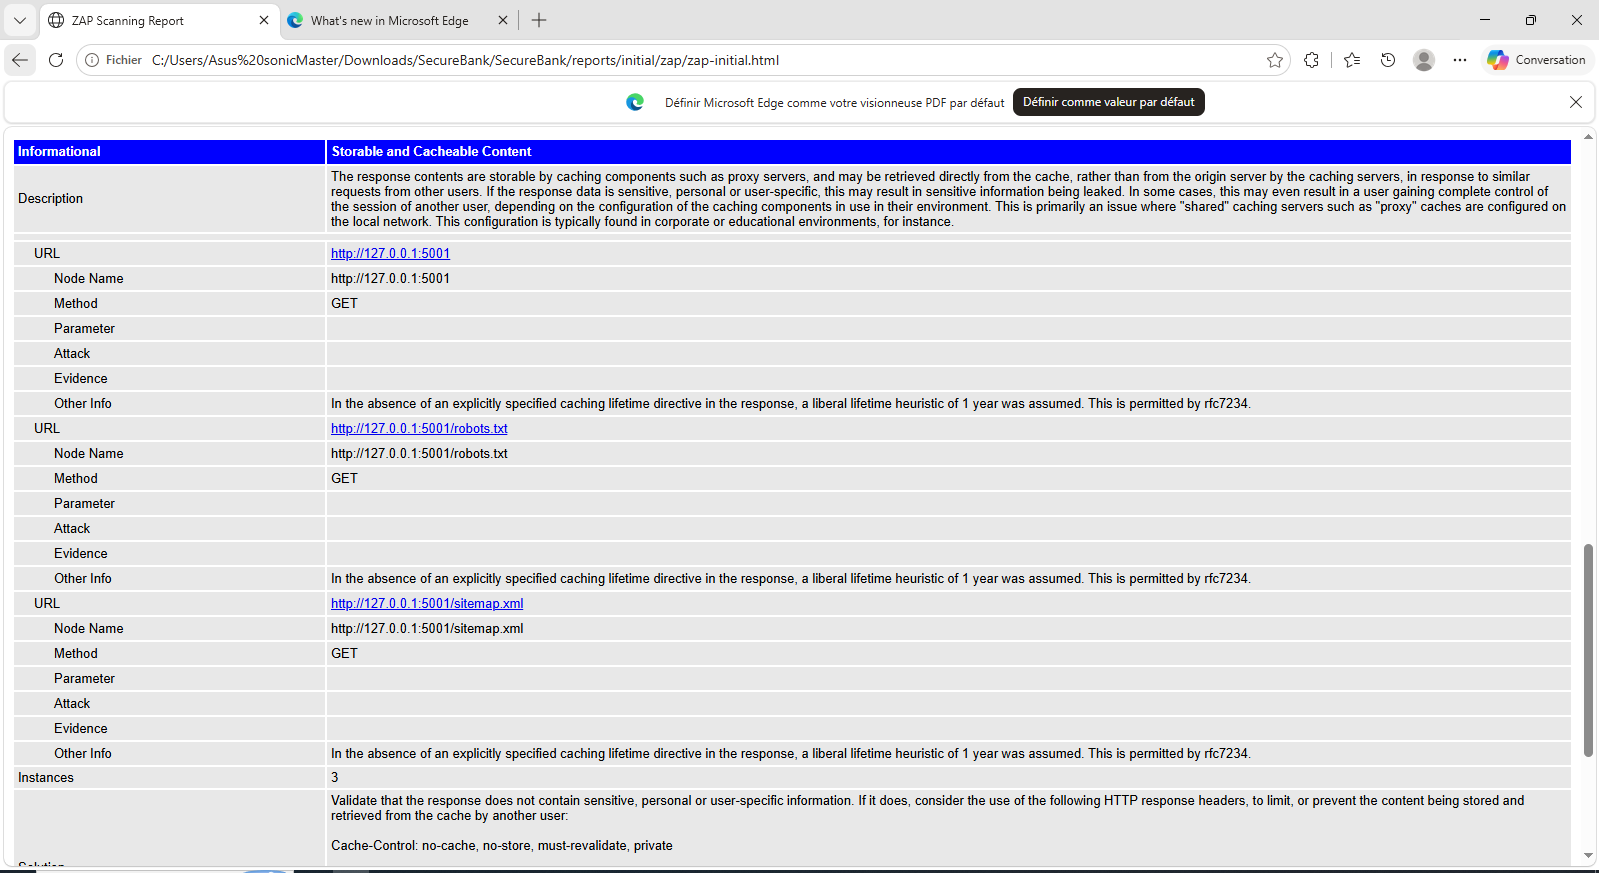 ZAP Scanning Report
What's new in Microsoft Edge
Fichier C:/Users/Asus%20sonicMaster/Downloads/SecureBank/SecureBank/reports/initial/zap/zap-initial.html
Conversation
Définir Microsoft Edge comme votre visionneuse PDF par défaut Définir comme valeur par défaut
Informational Storable and Cacheable Content
Description
The response contents are storable by caching components such as proxy servers, and may be retrieved directly from the cache, rather than from the origin server by the caching servers, in response to similar
requests from other users. If the response data is sensitive, personal or user-specific, this may result in sensitive information being leaked. In some cases, this may even result in a user gaining complete control of
the session of another user, depending on the configuration of the caching components in use in their environment. This is primarily an issue where "shared" caching servers such as "proxy" caches are configured on
the local network. This configuration is typically found in corporate or educational environments, for instance.
URL http://127.0.0.1:5001
Node Name http://127.0.0.1:5001
Method GET
Parameter
Attack
Evidence
Other Info In the absence of an explicitly specified caching lifetime directive in the response, a liberal lifetime heuristic of 1 year was assumed. This is permitted by rfc7234.
URL http://127.0.0.1:5001/robots.txt
Node Name http://127.0.0.1:5001/robots.txt
Method GET
Parameter
Attack
Evidence
Other Info In the absence of an explicitly specified caching lifetime directive in the response, a liberal lifetime heuristic of 1 year was assumed. This is permitted by rfc7234.
URL http://127.0.0.1:5001/sitemap.xml
Node Name http://127.0.0.1:5001/sitemap.xml
Method GET
Parameter
Attack
Evidence
Other Info In the absence of an explicitly specified caching lifetime directive in the response, a liberal lifetime heuristic of 1 year was assumed. This is permitted by rfc7234.
Instances 3
Validate that the response does not contain sensitive, personal or user-specific information. If it does, consider the use of the following HTTP response headers, to limit, or prevent the content being stored and
retrieved from the cache by another user:
Cache-Control: no-cache, no-store, must-revalidate, private
Solution